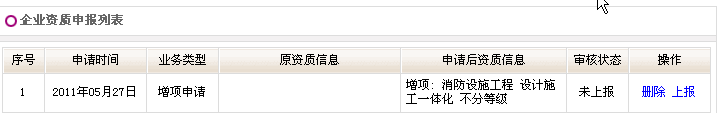 企业资质申报列表
序号 申请时间 业务类型 原资质信息 申请后资质信息 审核状态 操作
1 2011年05月27日 增项申请 增项: 消防设施工程 设计施工一体化 不分等级 未上报 删除 上报